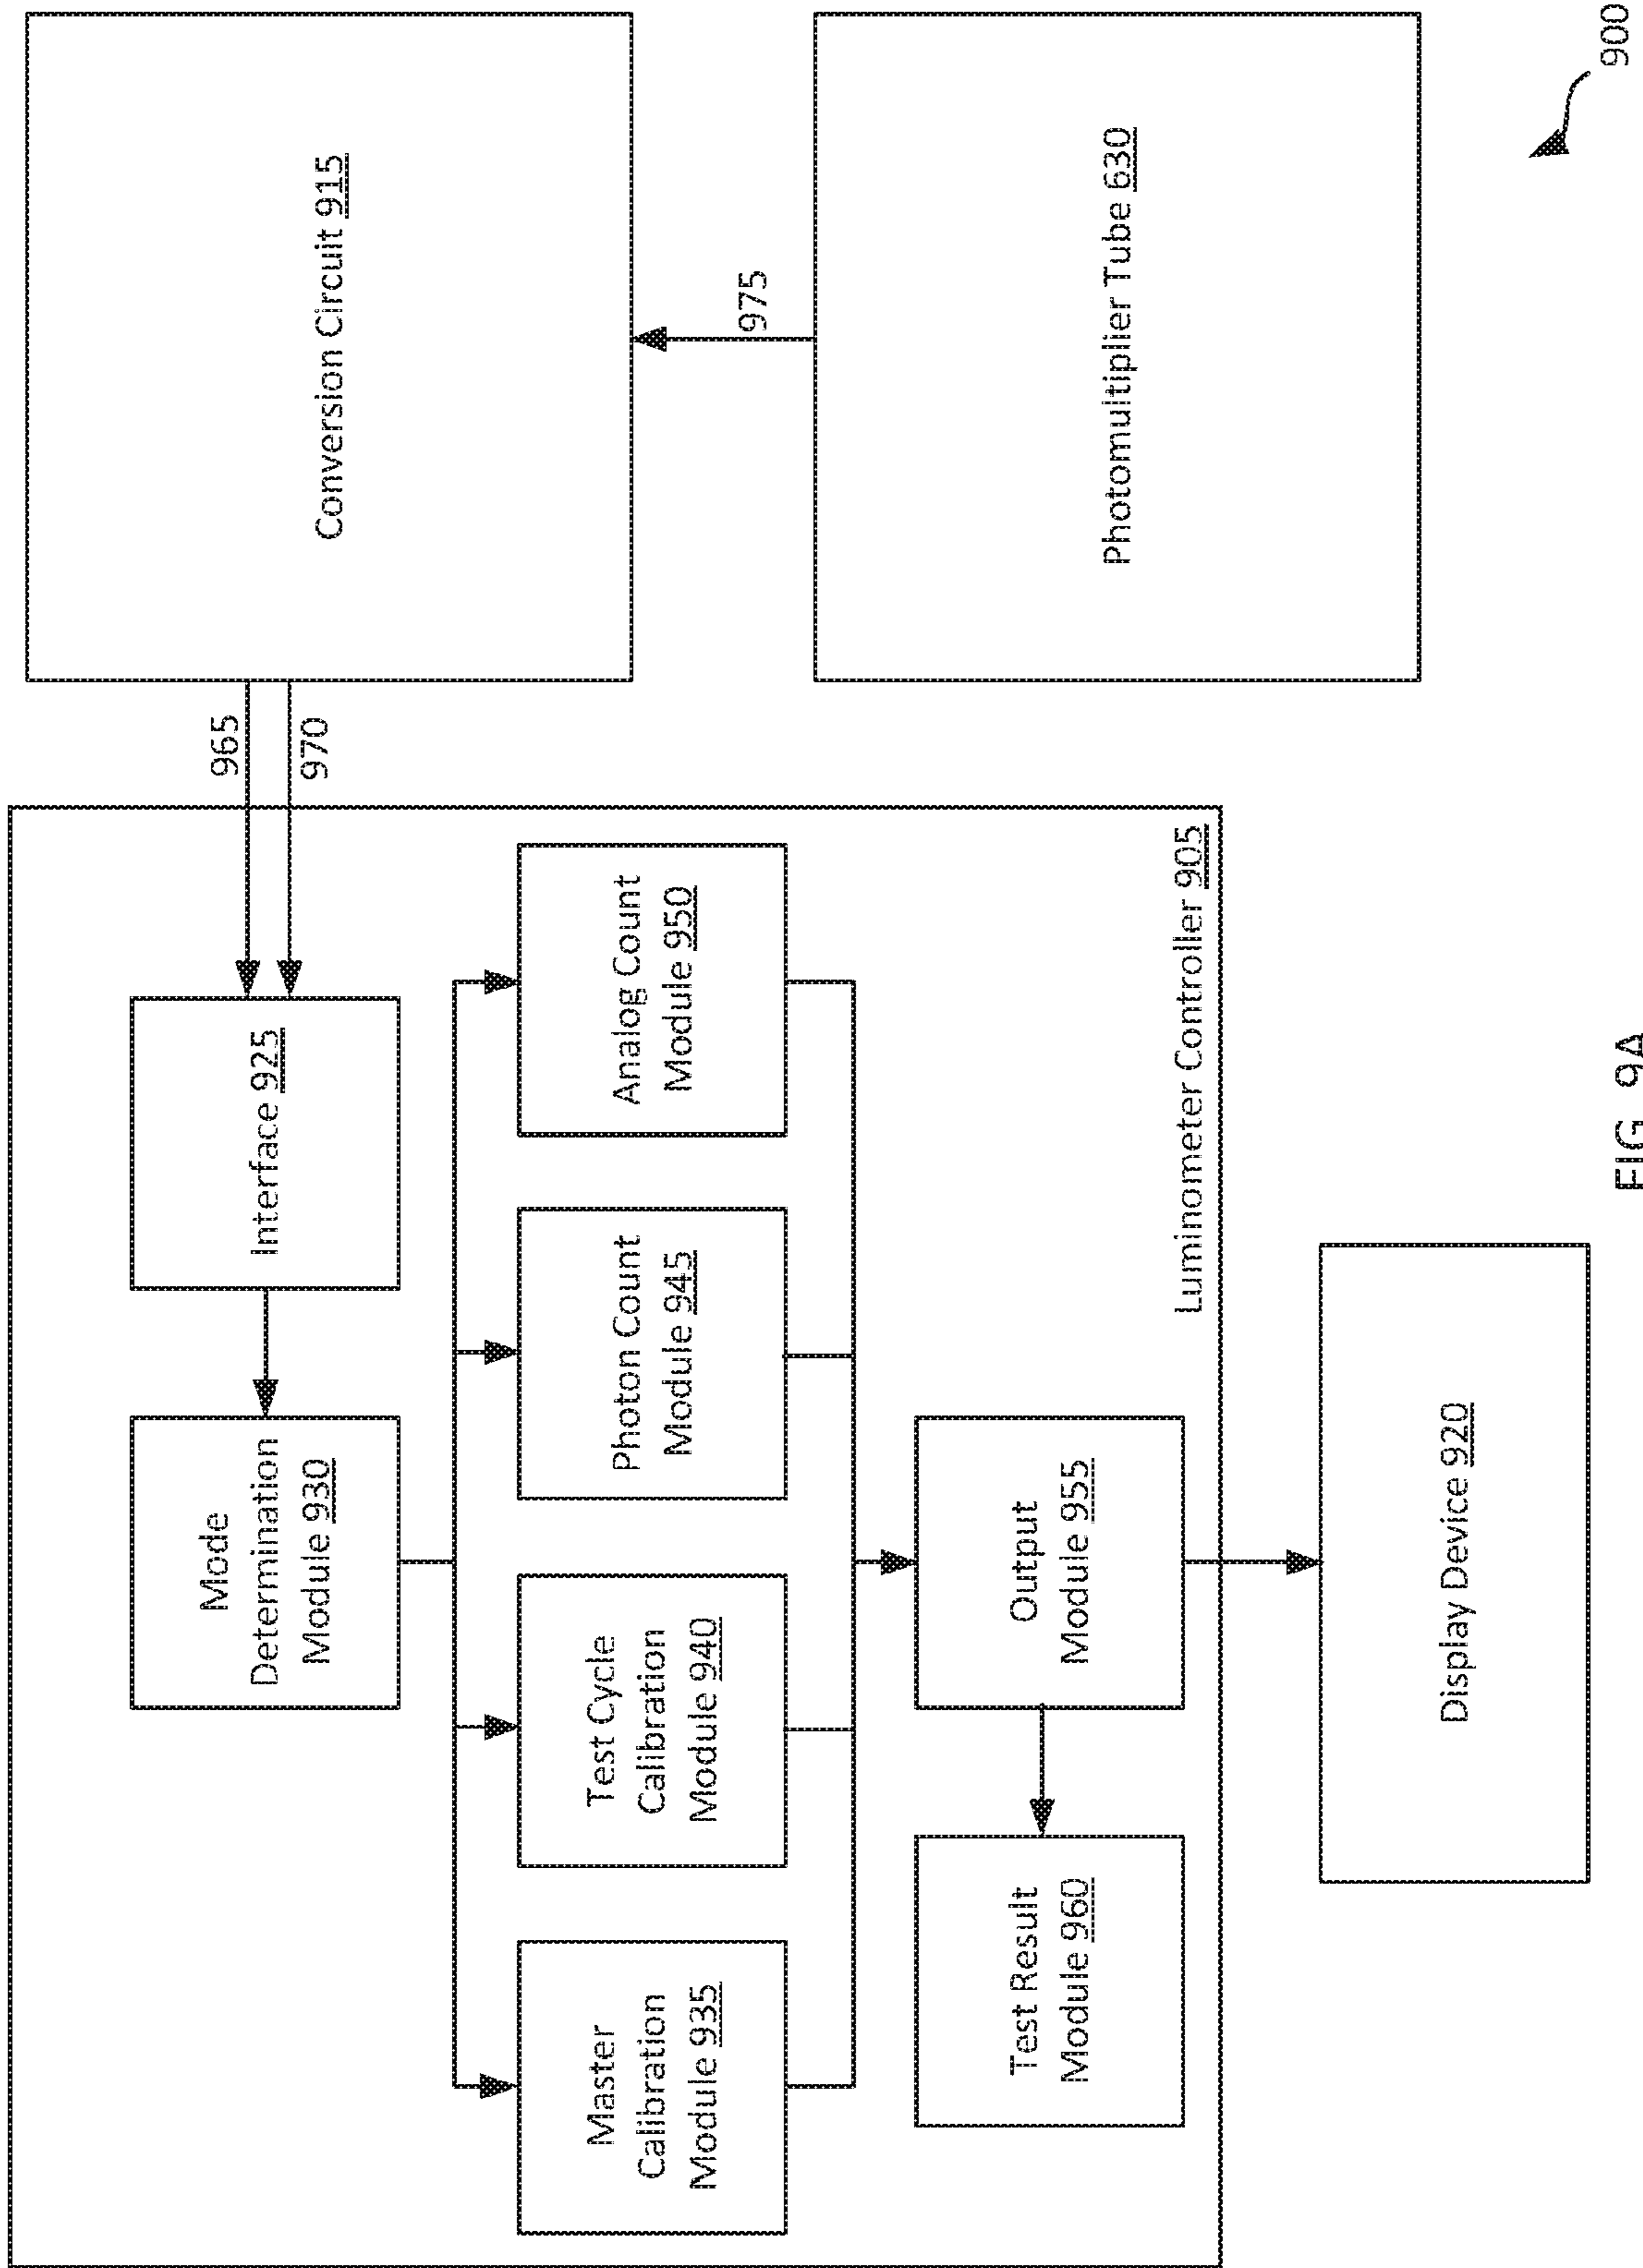 Mode
Determination
Module 930
Interface 925
965
970
Conversion Circuit 915
Master
Calibration
Module 935
Test Cycle
Calibration
Module 940
Photon Count
Module 945
Analog Count
Module 950
975
Test Result
Module 960
Output
Module 955
Luminometer Controller 905
Photomultiplier Tube 630
Display Device 920
900
FIG. 9A